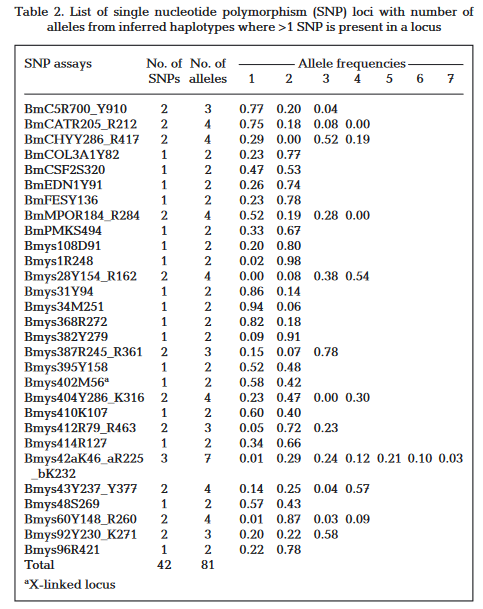 Table 2. List of single nucleotide polymorphism (SNP) loci with number of
alleles from inferred haplotypes where >1 SNP is present in a locus
SNP assays No. of No. of Allele frequencies
SNPs alleles 1 2 3 4 5 6 7
BmC5R700_Y910 2 3 0.77 0.20 0.04
BmCATR205_R212 2 4 0.75 0.18 0.08 0.00
BmCHYY286_R417 2 4 0.29 0.00 0.52 0.19
BmCOL3A1Y82 1 2 0.23 0.77
BmCSF2S320 1 2 0.47 0.53
BmEDN1Y91 1 2 0.26 0.74
BmFESY136 1 2 0.23 0.78
BmMPOR184_R284 2 4 0.52 0.19 0.28 0.00
BmPMKS494 1 2 0.33 0.67
Bmys108D91 1 2 0.20 0.80
Bmys1R248 1 2 0.02 0.98
Bmys28Y154_R162 2 4 0.00 0.08 0.38 0.54
Bmys31Y94 1 2 0.86 0.14
Bmys34M251 1 2 0.94 0.06
Bmys368R272 1 2 0.82 0.18
Bmys382Y279 1 2 0.09 0.91
Bmys387R245_R361 2 3 0.15 0.07 0.78
Bmys395Y158 1 2 0.52 0.48
Bmys402M56ª 1 2 0.58 0.42
Bmys404Y286_K316 2 4 0.23 0.47 0.00 0.30
Bmys410K107 1 2 0.60 0.40
Bmys412R79_R463 2 3 0.05 0.72 0.23
Bmys414R127 1 2 0.34 0.66
Bmys42aK46_aR225 3 7 0.01 0.29 0.24 0.12 0.21 0.10 0.03
_bK232
Bmys43Y237_Y377 2 4 0.14 0.25 0.04 0.57
Bmys48S269 1 2 0.57 0.43
Bmys60Y148_R260 2 4 0.01 0.87 0.03 0.09
Bmys92Y230_K271 2 3 0.20 0.22 0.58
Bmys96R421 1 2 0.22 0.78
Total 42 81
ªX-linked locus